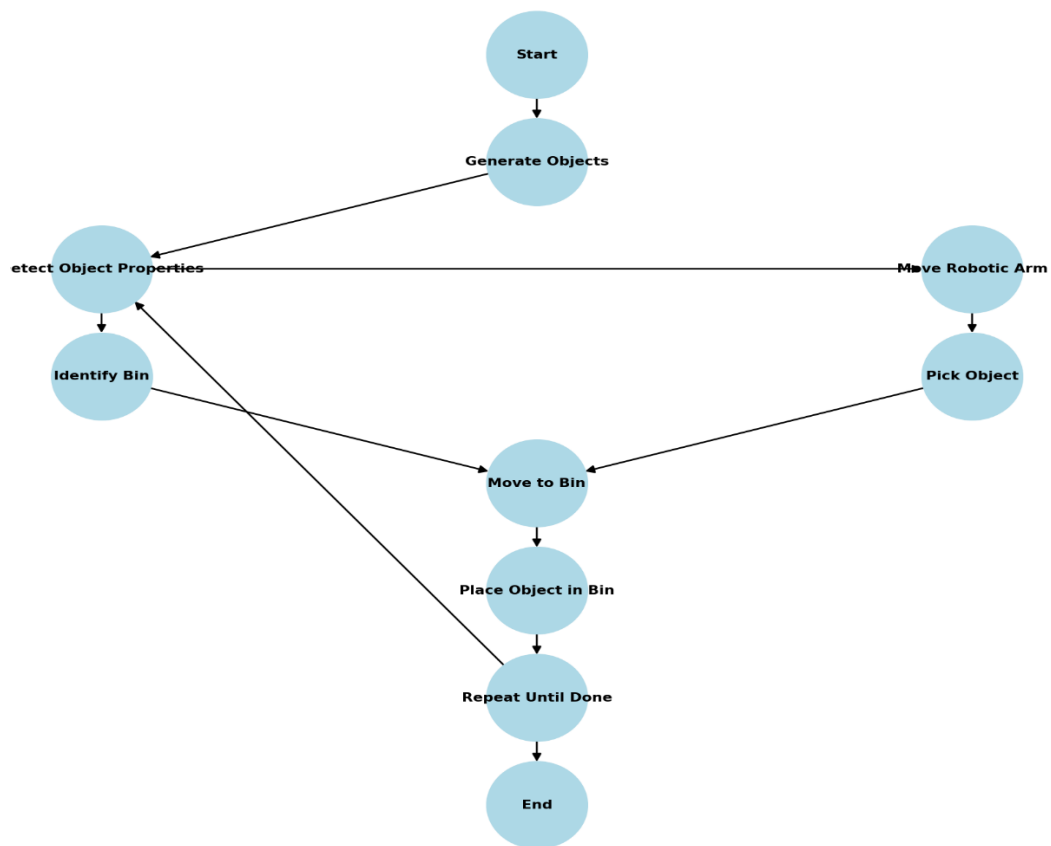 Start
Generate Objects
etect Object Properties
Move Robotic Arm
Identify Bin
Pick Object
Move to Bin
Place Object in Bin
Repeat Until Done
End